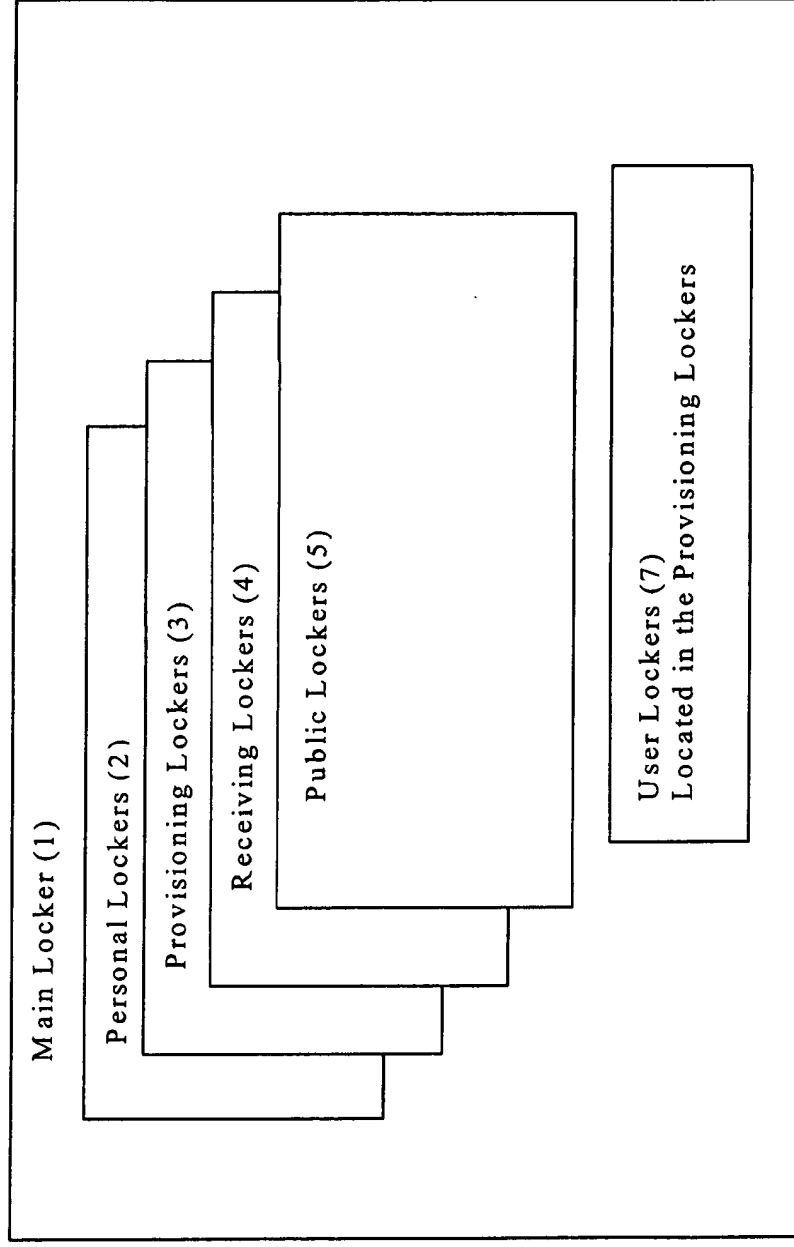 Main Locker (1)
Personal Lockers (2)
Provisioning Lockers (3)
Receiving Lockers (4)
Public Lockers (5)
User Lockers (7)
Located in the Provisioning Lockers